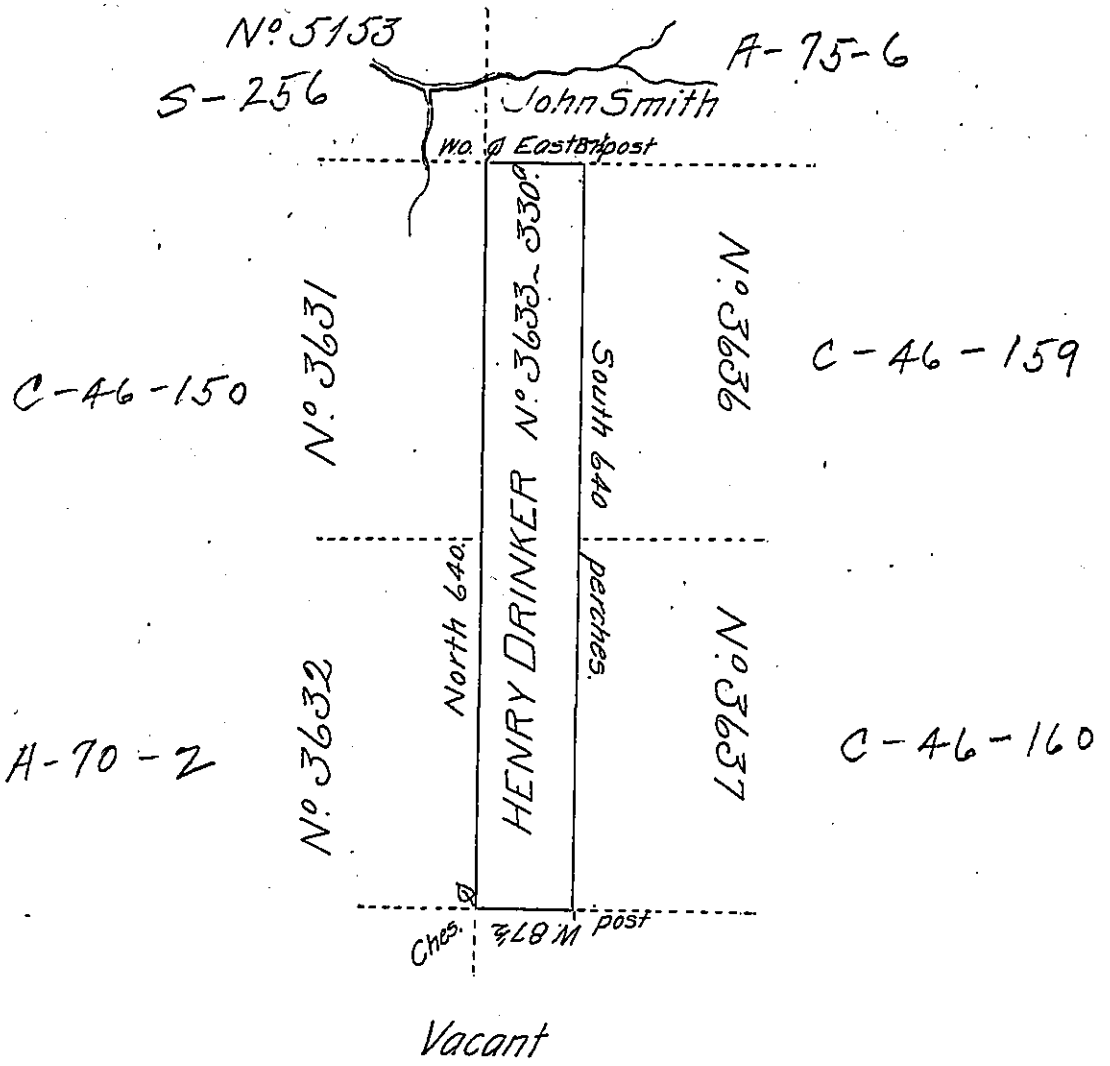 Nº 5153
A-75-6
S-256
John Smith
W.O. East 87½ post
HENRY DRINKER Nº 3633 - 330.
Nº 3631
Nº 3636
C-46-150
C-46-159
South 640 perches.
North 640.
Nº 3632
Nº 3637
A-70-2
C-46-160
Ches. W 87½ post
Vacant